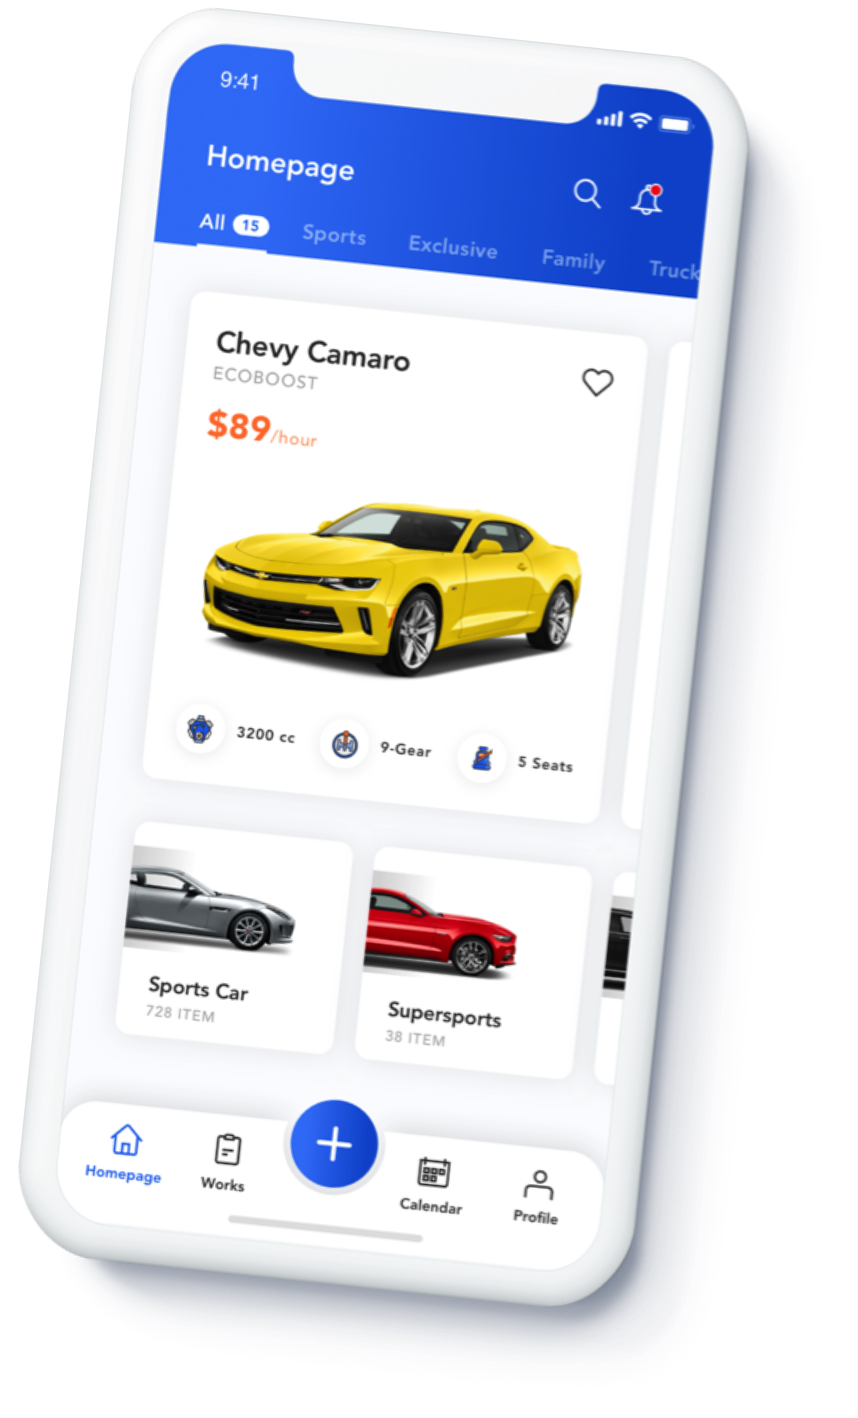 9:41
Homepage
All 15 Sports Exclusive Family Truck
Chevy Camaro
ECOBOOST
$89/hour
3200 cc 9-Gear 5 Seats
Sports Car
728 ITEM
Supersports
38 ITEM
Homepage Works Calendar Profile